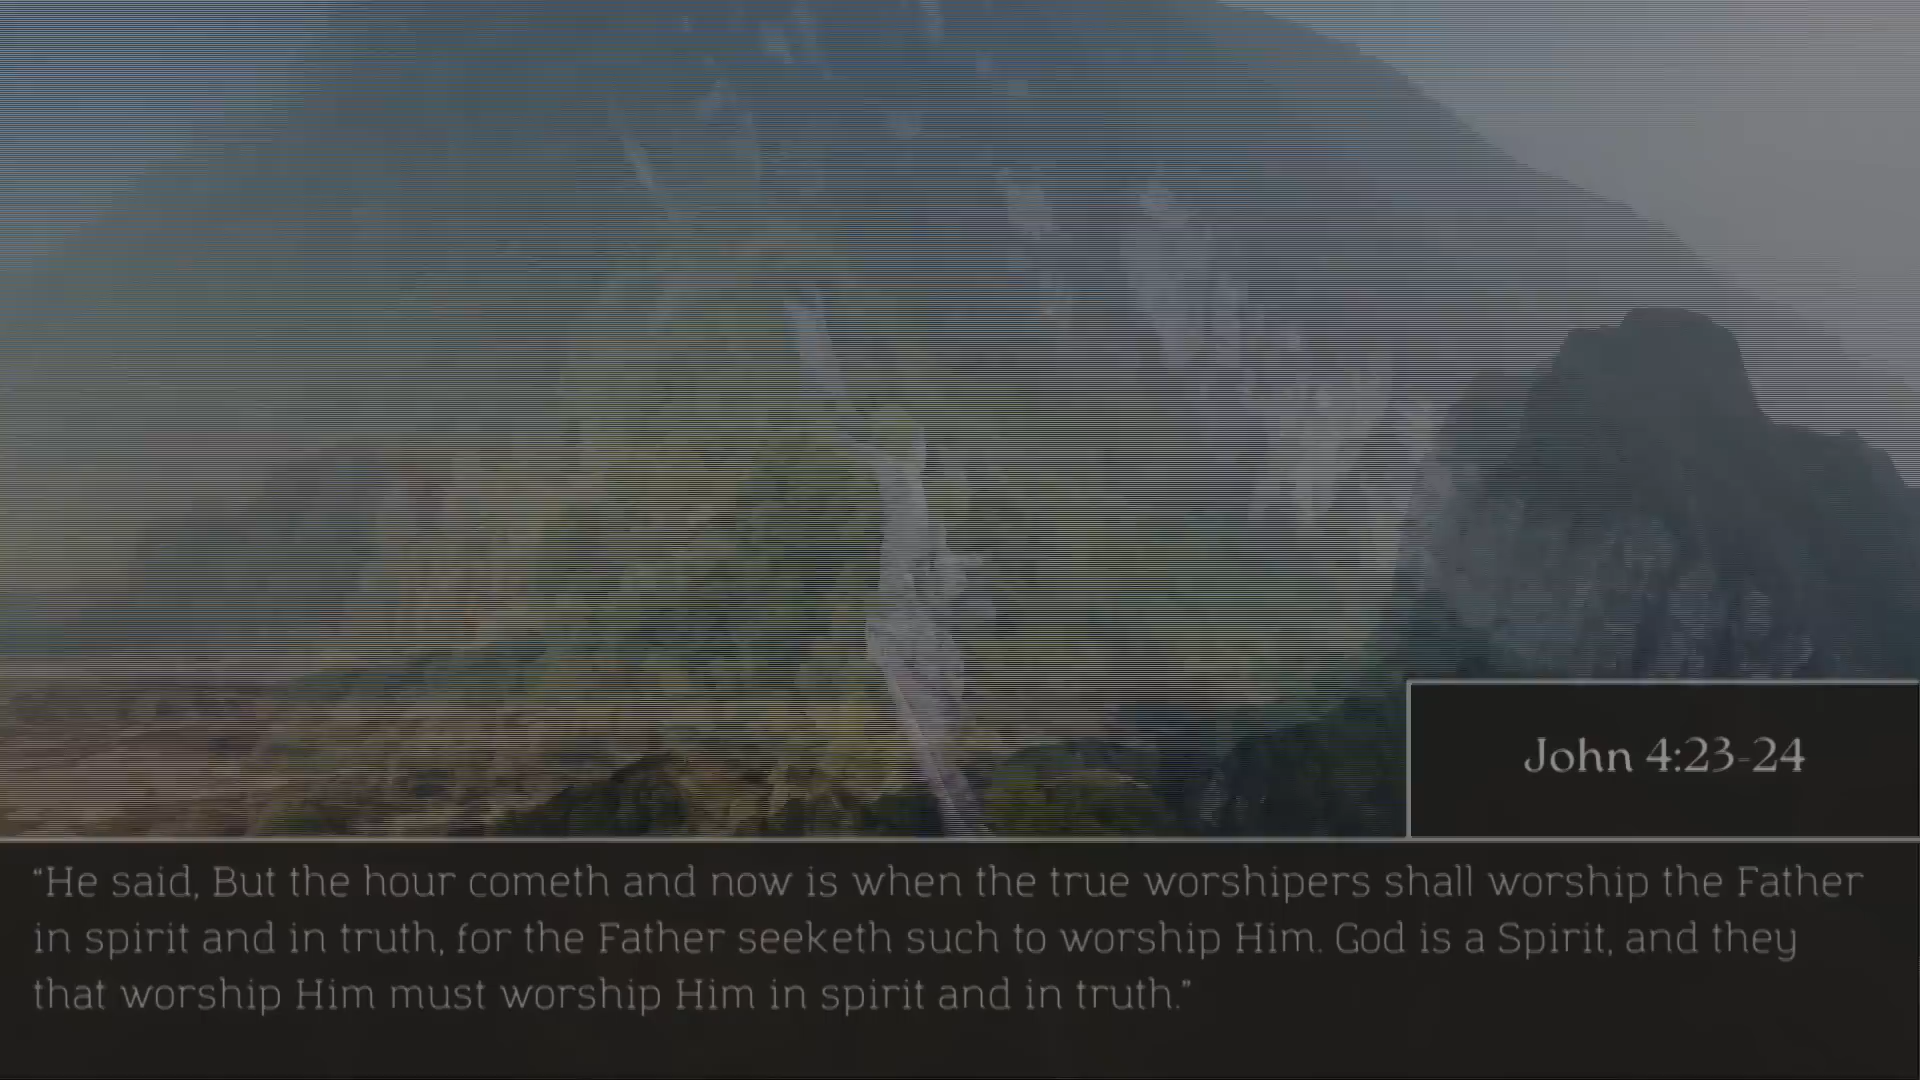 John 4:23-24
“He said, But the hour cometh and now is when the true worshipers shall worship the Father
in spirit and in truth, for the Father seeketh such to worship Him. God is a Spirit, and they
that worship Him must worship Him in spirit and in truth.”